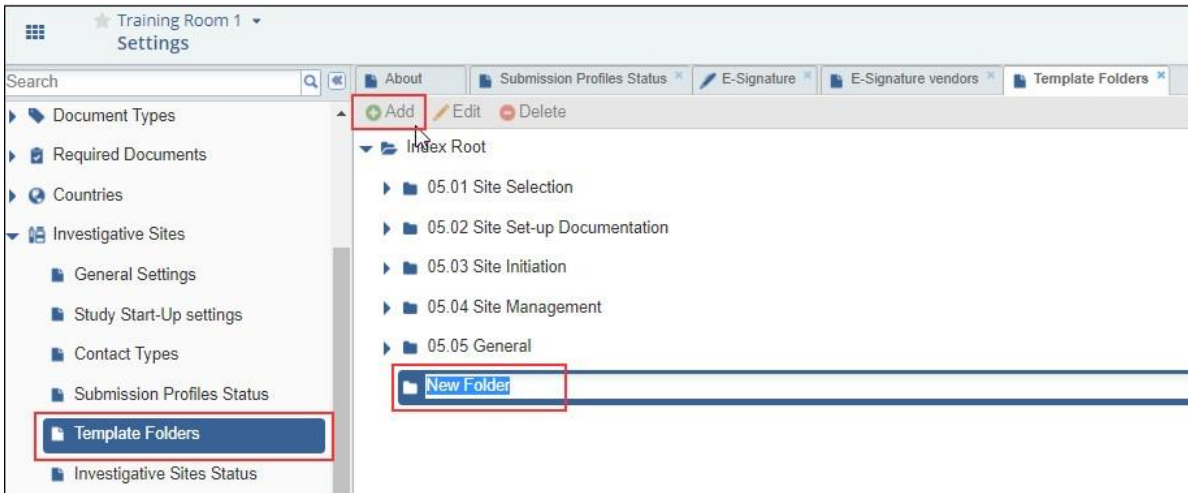 Training Room 1
Settings
Search
About
Submission Profiles Status
E-Signature
E-Signature vendors
Template Folders
Add
Edit
Delete
Document Types
Required Documents
Countries
Investigative Sites
General Settings
Study Start-Up settings
Contact Types
Submission Profiles Status
Template Folders
Investigative Sites Status
Index Root
05.01 Site Selection
05.02 Site Set-up Documentation
05.03 Site Initiation
05.04 Site Management
05.05 General
New Folder